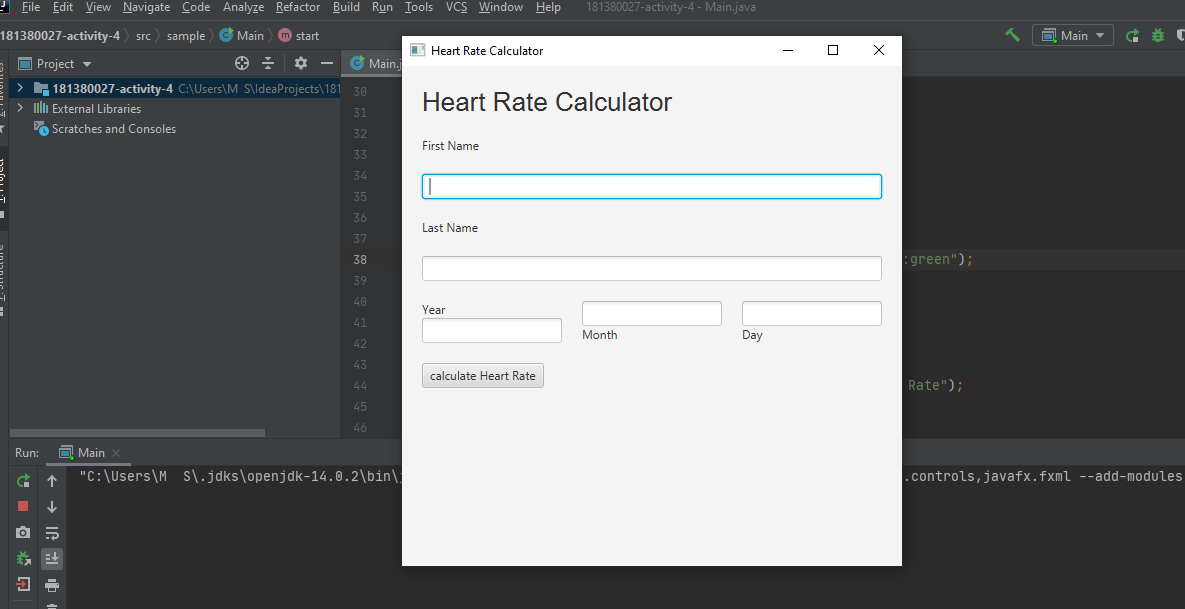 File Edit View Navigate Code Analyze Refactor Build Run Tools VCS Window Help 181380027-activity-4 - Main.java
181380027-activity-4 src sample Main m start Main
Project Main.j
181380027-activity-4 C:\Users\M S\IdeaProjects\181
External Libraries
Scratches and Consoles
30
31
32
33
34
35
36
37
38 :green");
39
40
41
42
43
44 Rate");
45
46
Heart Rate Calculator
Heart Rate Calculator
First Name
Last Name
Year
Month Day
calculate Heart Rate
Run: Main
"C:\Users\M S\.jdks\openjdk-14.0.2\bin\ .controls,javafx.fxml --add-modules